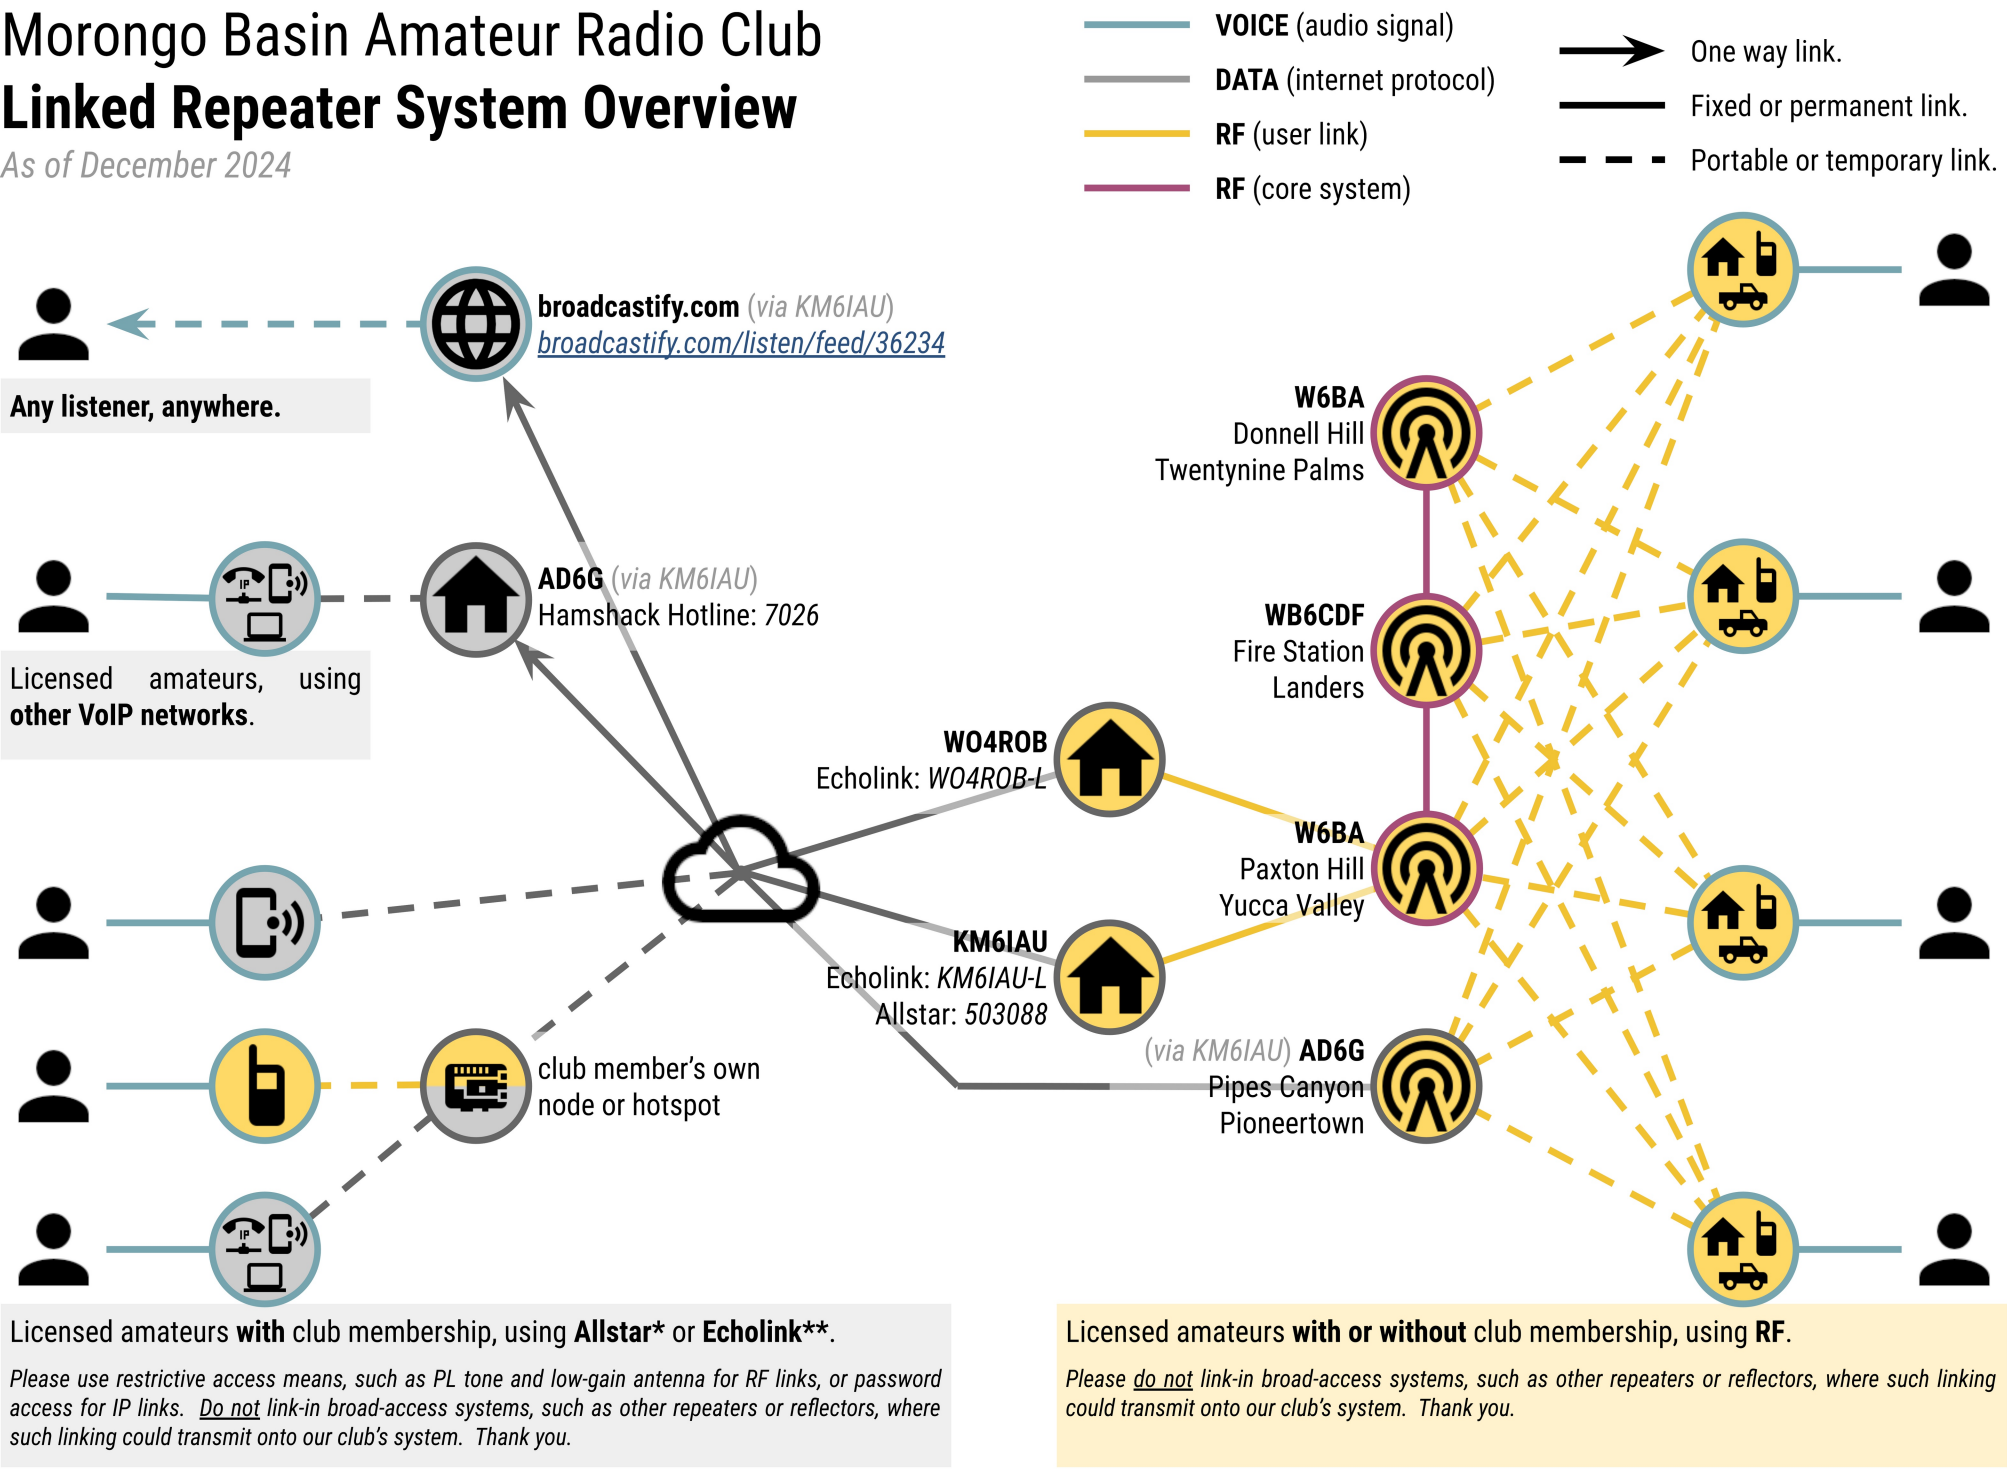 Morongo Basin Amateur Radio Club
Linked Repeater System Overview
As of December 2024
VOICE (audio signal)
DATA (internet protocol)
RF (user link)
RF (core system)
One way link.
Fixed or permanent link.
Portable or temporary link.
broadcastify.com (via KM6IAU)
broadcastify.com/listen/feed/36234
Any listener, anywhere.
W6BA
Donnell Hill
Twentynine Palms
IP
AD6G (via KM6IAU)
Hamshack Hotline: 7026
Licensed amateurs, using
other VoIP networks.
WB6CDF
Fire Station
Landers
WO4ROB
Echolink: WO4ROB-L
W6BA
Paxton Hill
Yucca Valley
KM6IAU
Echolink: KM6IAU-L
Allstar: 503088
(via KM6IAU) AD6G
Pipes Canyon
Pioneertown
club member's own
node or hotspot
IP
Licensed amateurs with club membership, using Allstar* or Echolink**.
Please use restrictive access means, such as PL tone and low-gain antenna for RF links, or password
access for IP links. Do not link-in broad-access systems, such as other repeaters or reflectors, where
such linking could transmit onto our club's system. Thank you.
Licensed amateurs with or without club membership, using RF.
Please do not link-in broad-access systems, such as other repeaters or reflectors, where such linking
could transmit onto our club's system. Thank you.